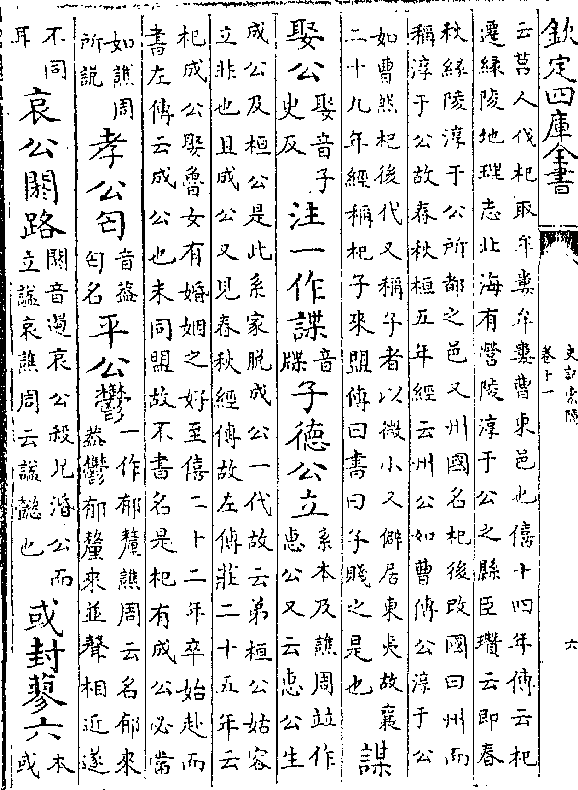 欽定四庫全書
史記索隱
卷十一
六
云莒人伐杞取牟婁牟婁曹東邑也僖十四年傳云杞
遷緣陵地理志北海有營陵淳于公之縣臣瓚云即春
秋緣陵淳于公所都之邑又州國名杞後改國曰州而
稱淳于公故春秋桓五年經云州公如曹傳公淳于公
如曹然杞後代又稱子者以微小又僻居東夷故襄
二十九年經稱杞子來盟傳曰書曰子賤之是也
謀
娶公
娶音子
臾反
注一作諜
音
牒
子德公立
系本及譙周並作
惠公又云惠公生
成公及桓公是此系家脫成公一代故云弟桓公姑容
立非也且成公又見春秋經傳故左傳莊二十五年云
杞成公娶魯女有婚姻之好至僖二十二年卒始赴而
書左傳云成公也未同盟故不書名是杞有成公必當
如譙周
所說
孝公匄
音蓋
匄名
平公鬱
一作郁釐譙周云名郁來
蓋鬱郁釐來並聲相近遂
不同
耳
哀公閼路
閼音遏哀公殺兄湣公而
立諡哀譙周云諡懿也
或封蓼六
本
或